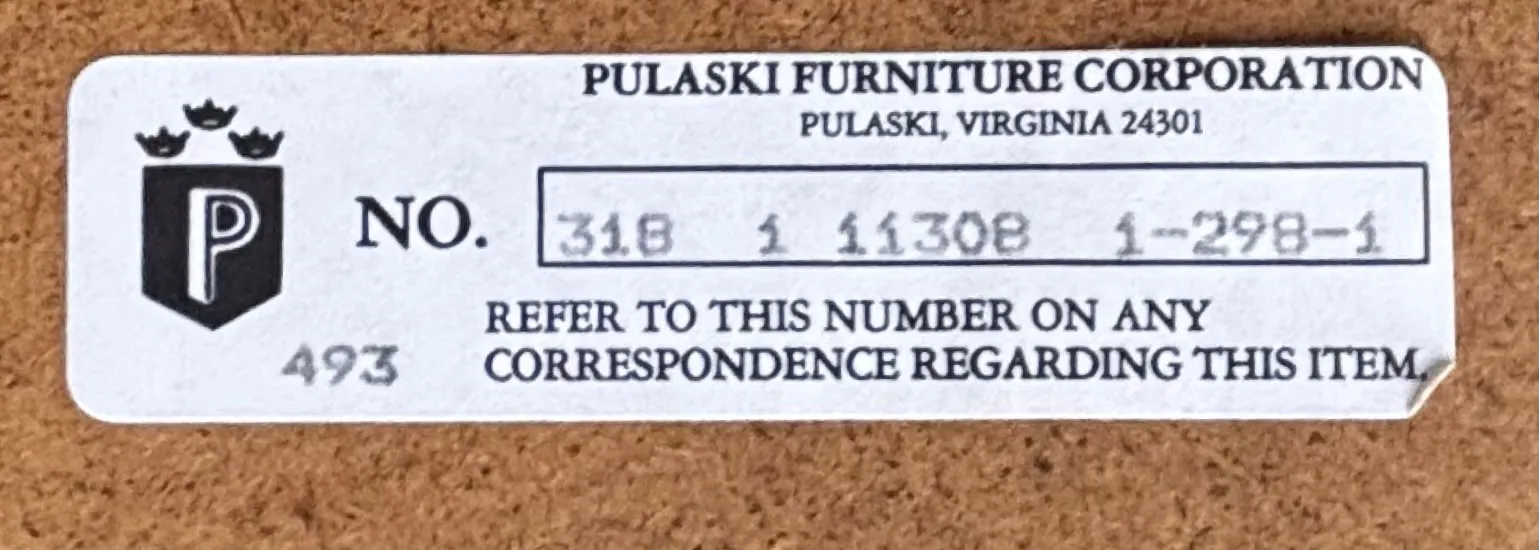 PULASKI FURNITURE CORPORATION
PULASKI, VIRGINIA 24301
P
NO. 318 1 11308 1-298-1
REFER TO THIS NUMBER ON ANY
CORRESPONDENCE REGARDING THIS ITEM.
493